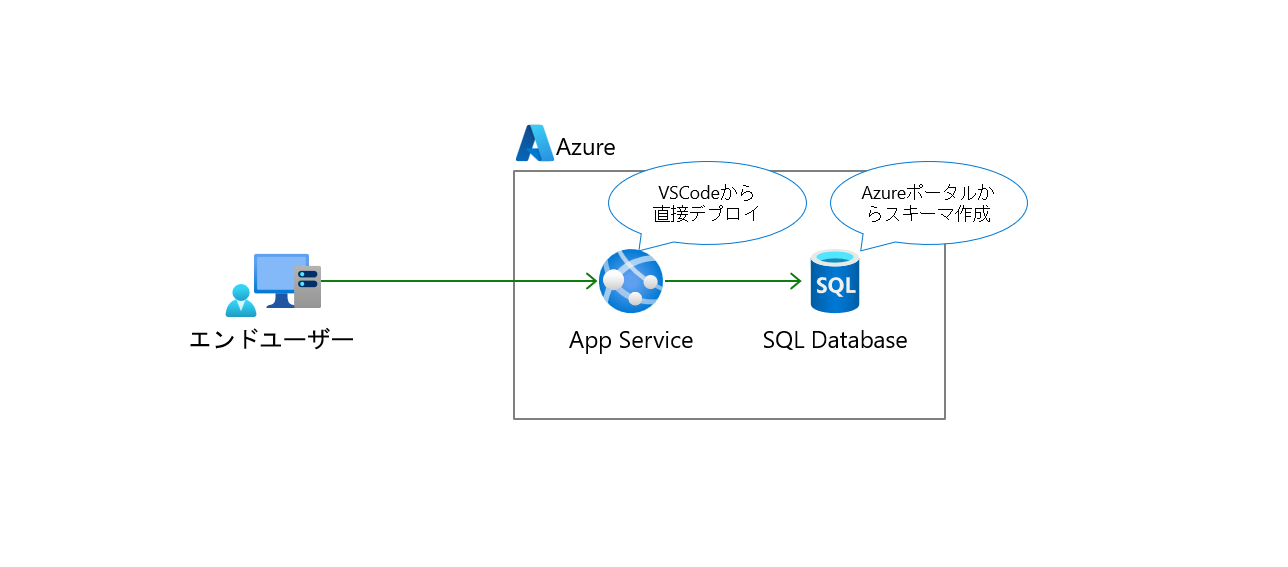 Azure
VSCodeから
直接デプロイ
Azureポータルか
らスキーマ作成
SQL
エンドユーザー
App Service
SQL Database